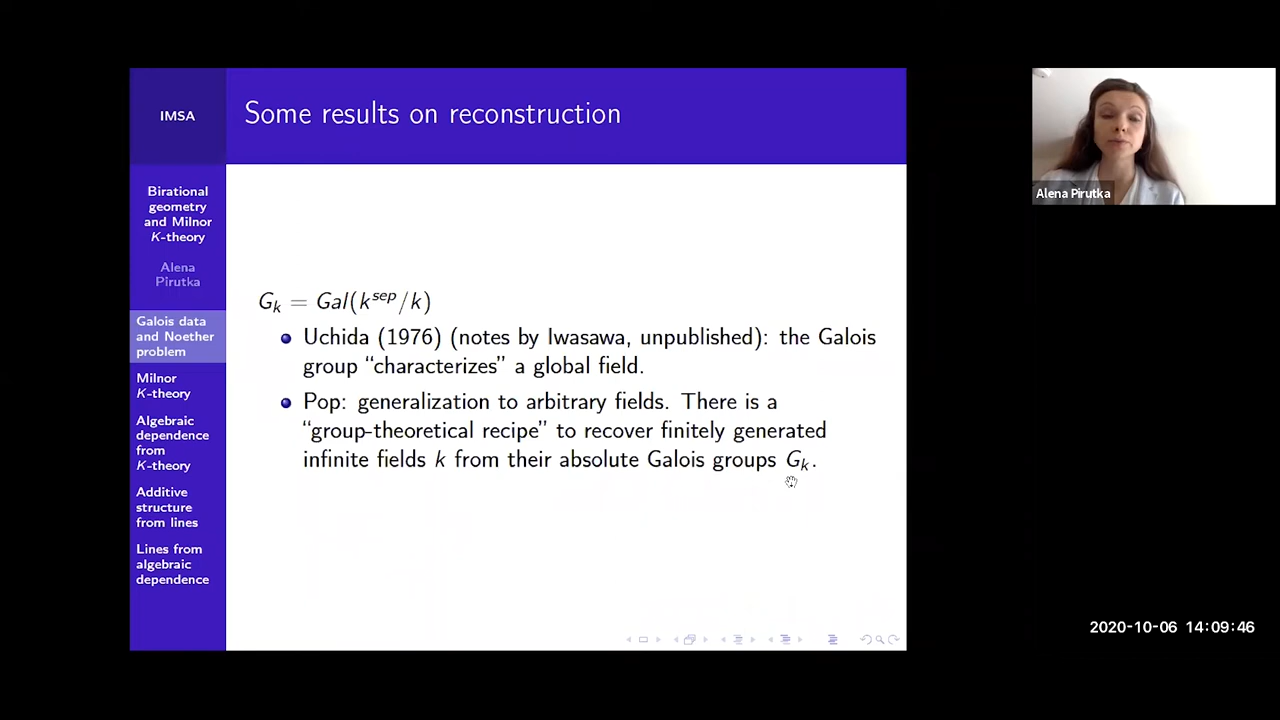 IMSA
Some results on reconstruction
Birational
geometry
and Milnor
K-theory
Alena
Pirutka
Galois data
and Noether
problem
Milnor
K-theory
Algebraic
dependence
from
K-theory
Additive
structure
from lines
Lines from
algebraic
dependence
G_k = Gal(k^sep/k)
Uchida (1976) (notes by Iwasawa, unpublished): the Galois
group “characterizes” a global field.
Pop: generalization to arbitrary fields. There is a
“group-theoretical recipe” to recover finitely generated
infinite fields k from their absolute Galois groups G_k.
Alena Pirutka
2020-10-06 14:09:46